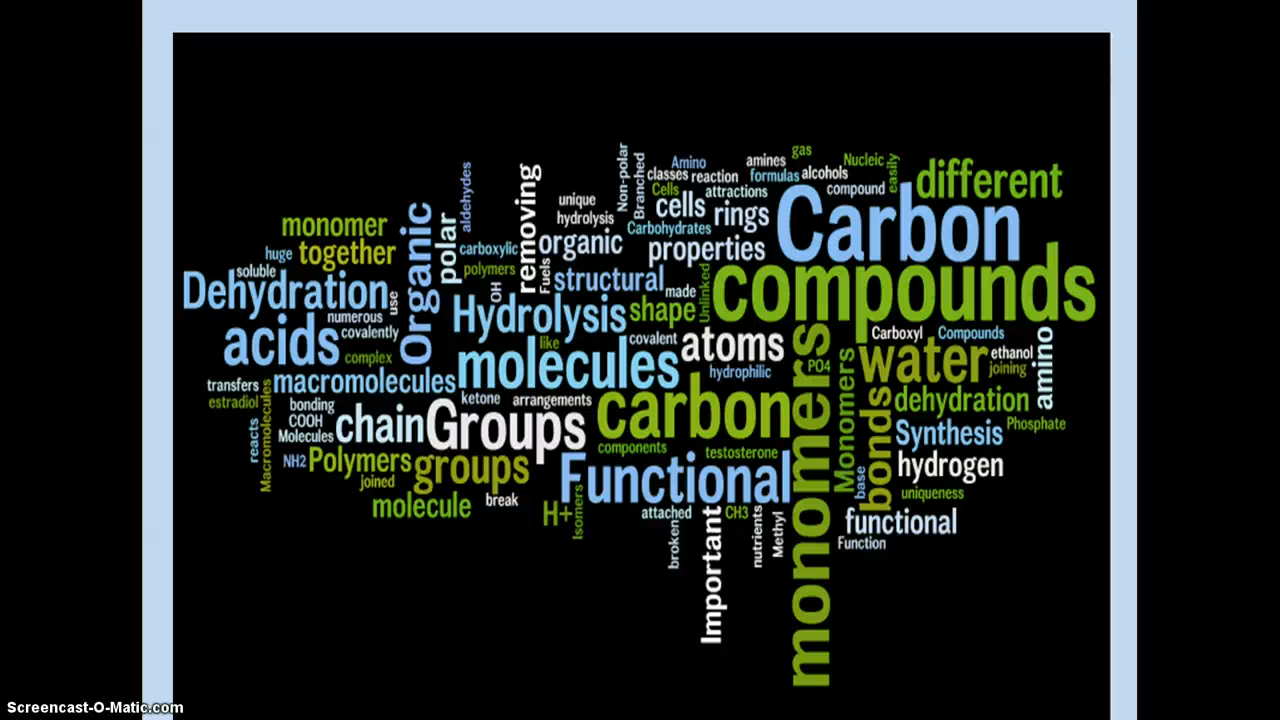 gas
Non-polar
Branched
Amino
amines
Nucleic
easily
classes
reaction
formulas
alcohols
different
aldehydes
removing
unique
Cells
attractions
compound
Carbon
monomer
Organic
polar
hydrolysis
cells
rings
Carbohydrates
huge
together
carboxylic
organic
properties
soluble
polymers
Fuels
structural
Unlinked
compounds
Dehydration
use
OH
made
numerous
Hydrolysis
shape
acids
covalently
like
covalent
atoms
monomers
Carboxyl
Compounds
amino
complex
molecules
hydrophilic
PO4
Monomers
water
ethanol
joining
transfers
macromolecules
estradiol
Macromolecules
bonding
ketone
arrangements
carbon
bonds
dehydration
COOH
chain
Groups
Phosphate
reacts
Molecules
components
testosterone
Synthesis
NH2
Polymers
groups
Functional
base
hydrogen
joined
uniqueness
molecule
break
H+
Isomers
attached
Important
CH3
nutrients
Methyl
functional
broken
Function
Screencast-O-Matic.com